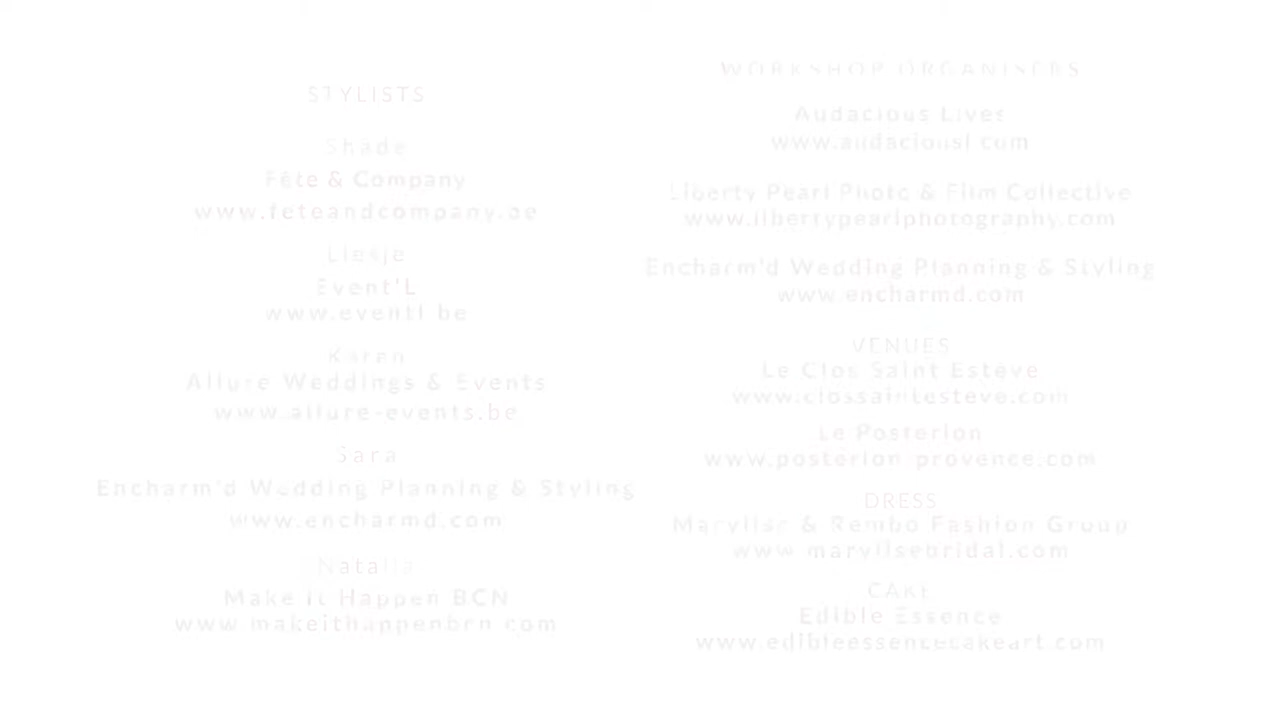 STYLISTS
Shade
Fête & Company
www.feteandcompany.be
Liesje
Event'L
www.eventl.be
Karen
Allure Weddings & Events
www.allure-events.be
Sara
Encharm'd Wedding Planning & Styling
www.encharmd.com
Natalia
Make It Happen BCN
www.makeithappenbcn.com
WORKSHOP ORGANISERS
Audacious Lives
www.audaciousl.com
Liberty Pearl Photo & Film Collective
www.libertypearlphotography.com
Encharm'd Wedding Planning & Styling
www.encharmd.com
VENUES
Le Clos Saint Estève
www.clossaintesteve.com
Le Posterlon
www.posterlon-provence.com
DRESS
Marylise & Rembo Fashion Group
www.marylisebridal.com
CAKE
Edible Essence
www.edibleessencecakeart.com